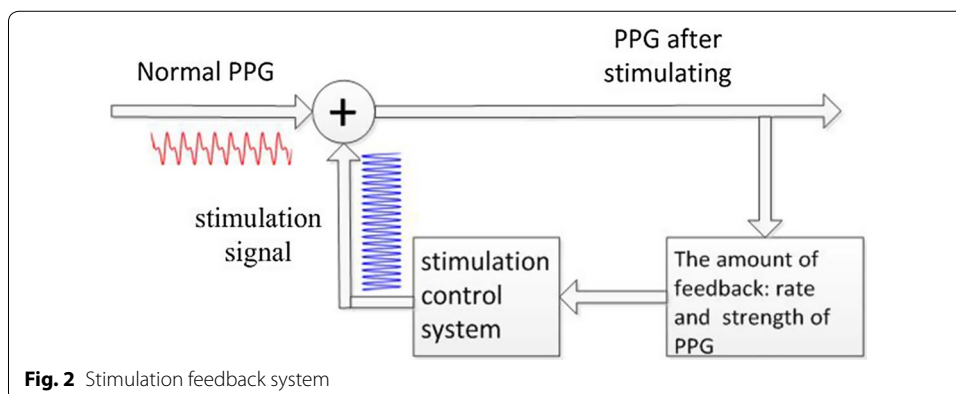 Normal PPG
PPG after
stimulating
+
stimulation
signal
stimulation
control
system
The amount of
feedback: rate
and strength of
PPG
Fig. 2 Stimulation feedback system